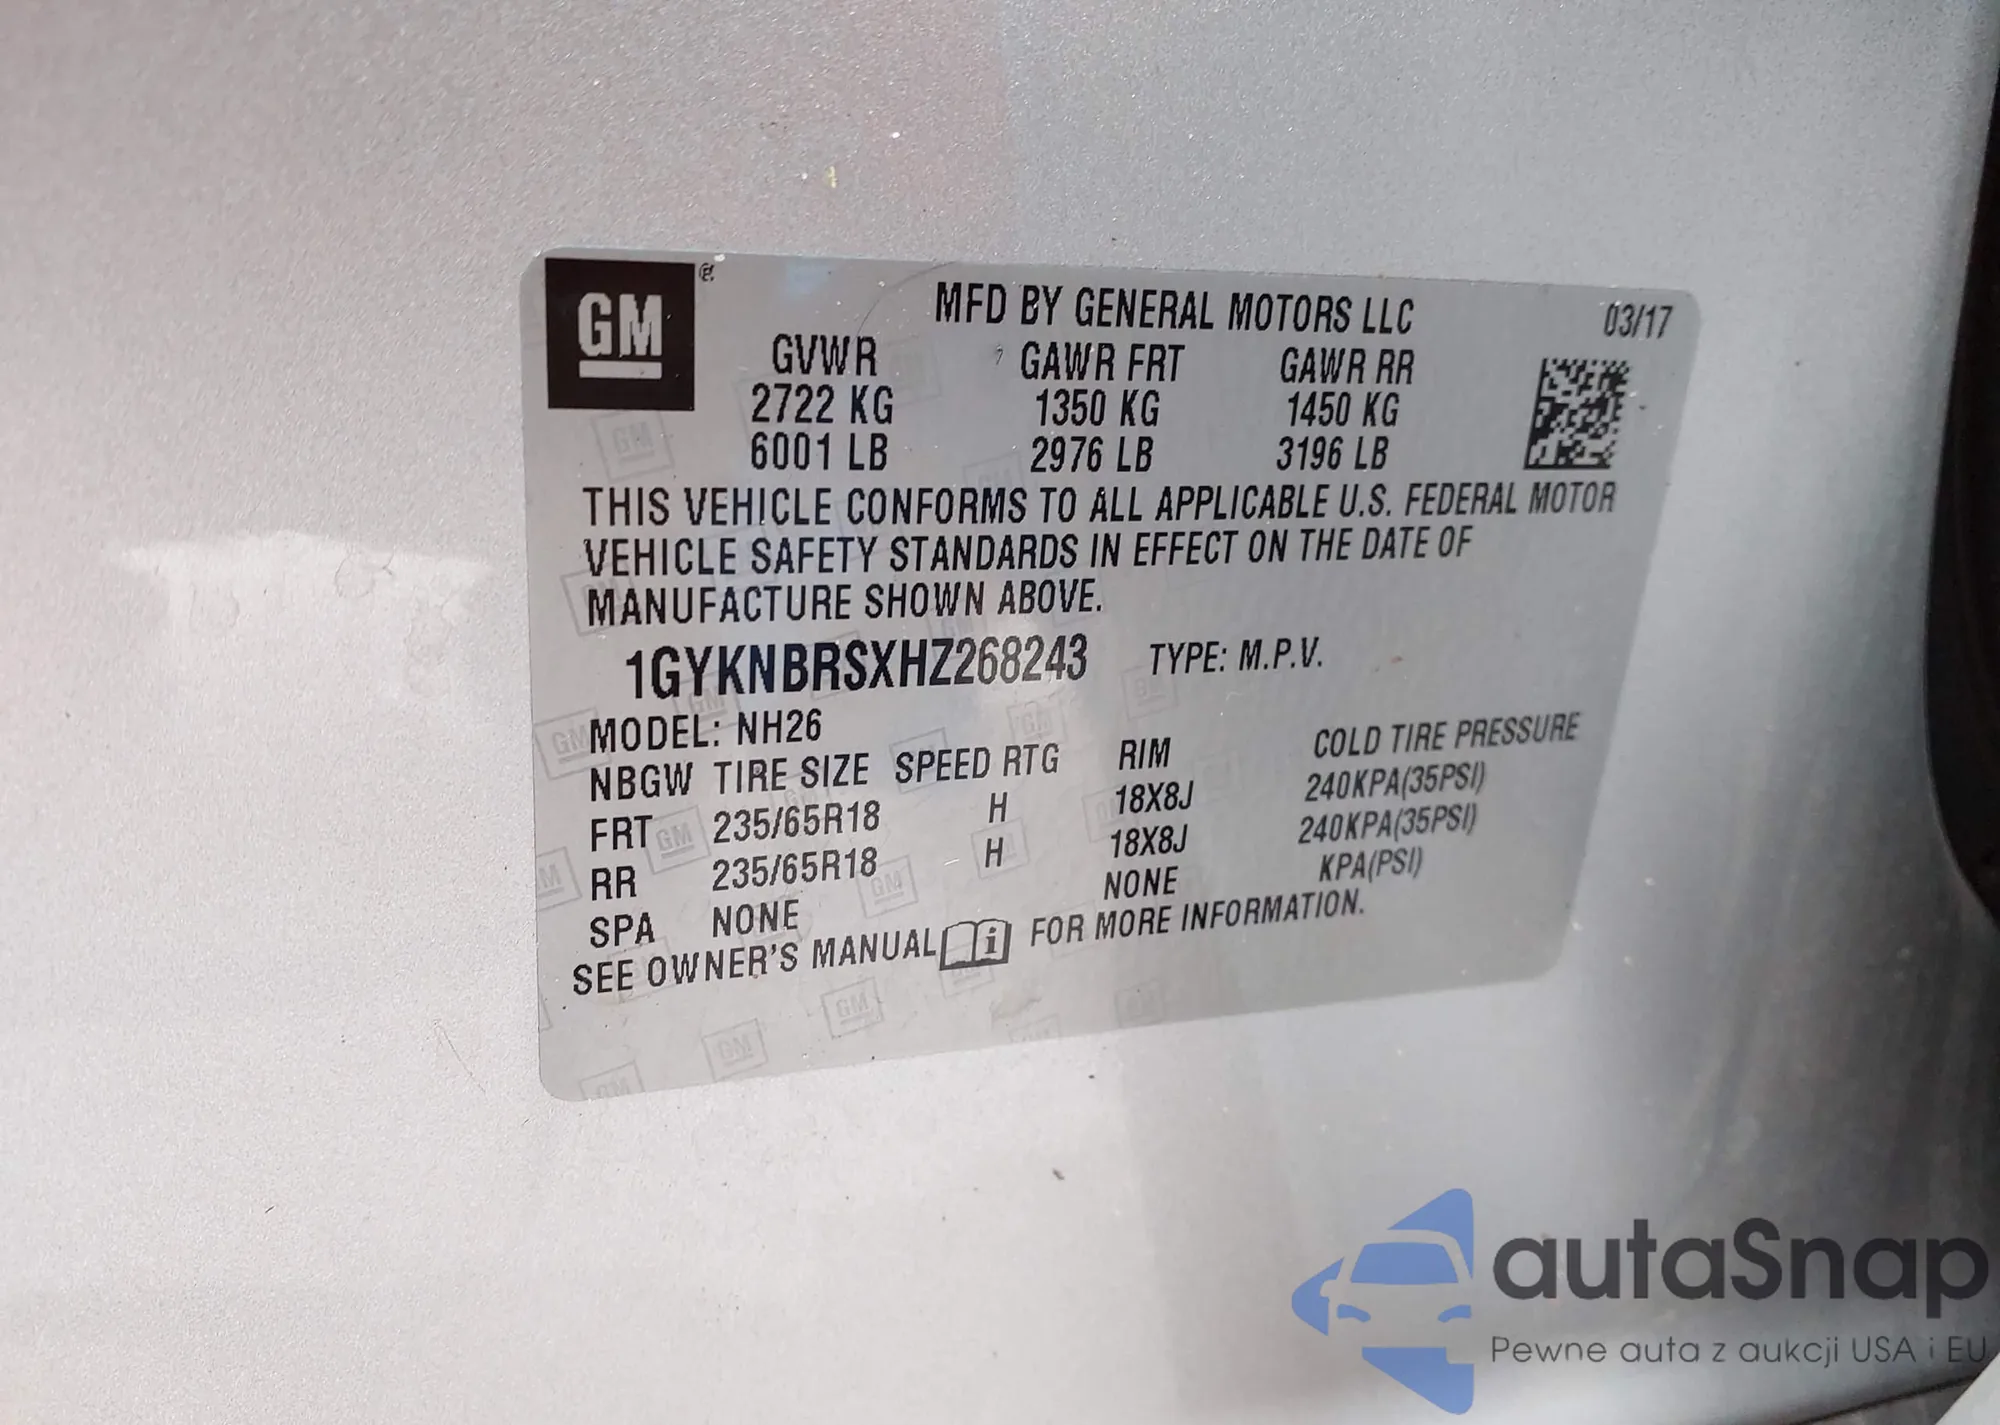 GM ®
MFD BY GENERAL MOTORS LLC 03/17
GVWR GAWR FRT GAWR RR
2722 KG 1350 KG 1450 KG
6001 LB 2976 LB 3196 LB
THIS VEHICLE CONFORMS TO ALL APPLICABLE U.S. FEDERAL MOTOR
VEHICLE SAFETY STANDARDS IN EFFECT ON THE DATE OF
MANUFACTURE SHOWN ABOVE.
1GYKNBRSXHZ268243 TYPE: M.P.V.
MODEL: NH26
NBGW TIRE SIZE SPEED RTG RIM COLD TIRE PRESSURE
FRT 235/65R18 H 18X8J 240KPA(35PSI)
RR 235/65R18 H 18X8J 240KPA(35PSI)
SPA NONE NONE KPA(PSI)
SEE OWNER'S MANUAL i FOR MORE INFORMATION.
autaSnap
Pewne auta z aukcji USA i EU